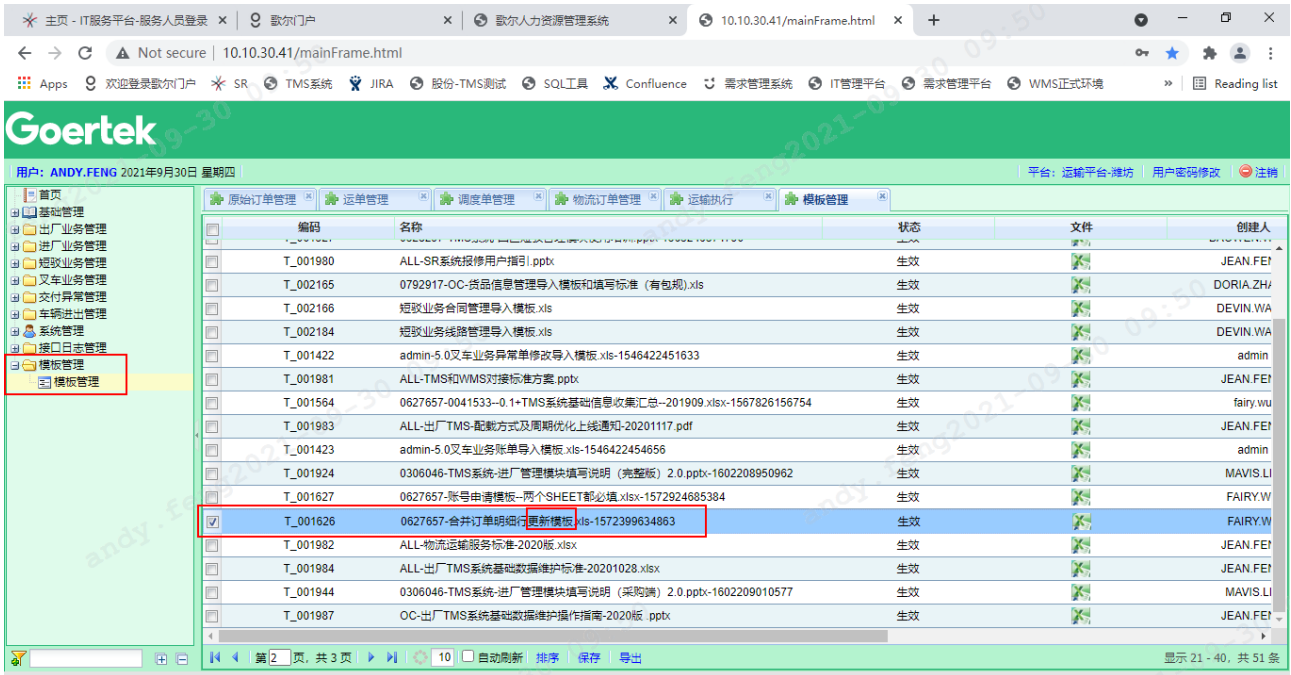 主页 - IT服务平台-服务人员登录 歌尔门户 歌尔人力资源管理系统 10.10.30.41/mainFrame.html
Not secure 10.10.30.41/mainFrame.html
Apps 欢迎登录歌尔门户 SR TMS系统 JIRA 股份-TMS测试 SQL工具 Confluence 需求管理系统 IT管理平台 需求管理平台 WMS正式环境 » Reading list
Goertek
用户: ANDY.FENG 2021年9月30日 星期四 平台: 运输平台-潍坊 用户密码修改 注销
首页
基础管理
出厂业务管理
进厂业务管理
短驳业务管理
叉车业务管理
交付异常管理
车辆进出管理
系统管理
接口日志管理
模板管理
模板管理
原始订单管理 运单管理 调度单管理 物流订单管理 运输执行 模板管理
编码 名称 状态 文件 创建人
T_001980 ALL-SR系统报修用户指引.pptx 生效 JEAN.FEN
T_002165 0792917-OC-货品信息管理导入模板和填写标准（有包规).xls 生效 DORIA.ZHA
T_002166 短驳业务合同管理导入模板.xls 生效 DEVIN.WA
T_002184 短驳业务线路管理导入模板.xls 生效 DEVIN.WA
T_001422 admin-5.0叉车业务异常单修改导入模板.xls-1546422451633 生效 admin
T_001981 ALL-TMS和WMS对接标准方案.pptx 生效 JEAN.FEN
T_001564 0627657-0041533--0.1+TMS系统基础信息收集汇总--201909.xlsx-1567826156754 生效 fairy.wu
T_001983 ALL-出厂TMS-配载方式及周期优化上线通知-20201117.pdf 生效 JEAN.FEN
T_001423 admin-5.0叉车业务账单导入模板.xls-1546422454656 生效 admin
T_001924 0306046-TMS系统-进厂管理模块填写说明（完整版）2.0.pptx-1602208950962 生效 MAVIS.LI
T_001627 0627657-账号申请模板--两个SHEET都必填.xlsx-1572924685384 生效 FAIRY.W
T_001626 0627657-合并订单明细行更新模板.xls-1572399634863 生效 FAIRY.W
T_001982 ALL-物流运输服务标准-2020版.xlsx 生效 JEAN.FEN
T_001984 ALL-出厂TMS系统基础数据维护标准-20201028.xlsx 生效 JEAN.FEN
T_001944 0306046-TMS系统-进厂管理模块填写说明（采购端）2.0.pptx-1602209010577 生效 MAVIS.LI
T_001987 OC-出厂TMS系统基础数据维护操作指南-2020版 .pptx 生效 JEAN.FEN
第 2 页, 共 3 页 10 自动刷新 排序 保存 导出 显示 21 - 40, 共 51 条